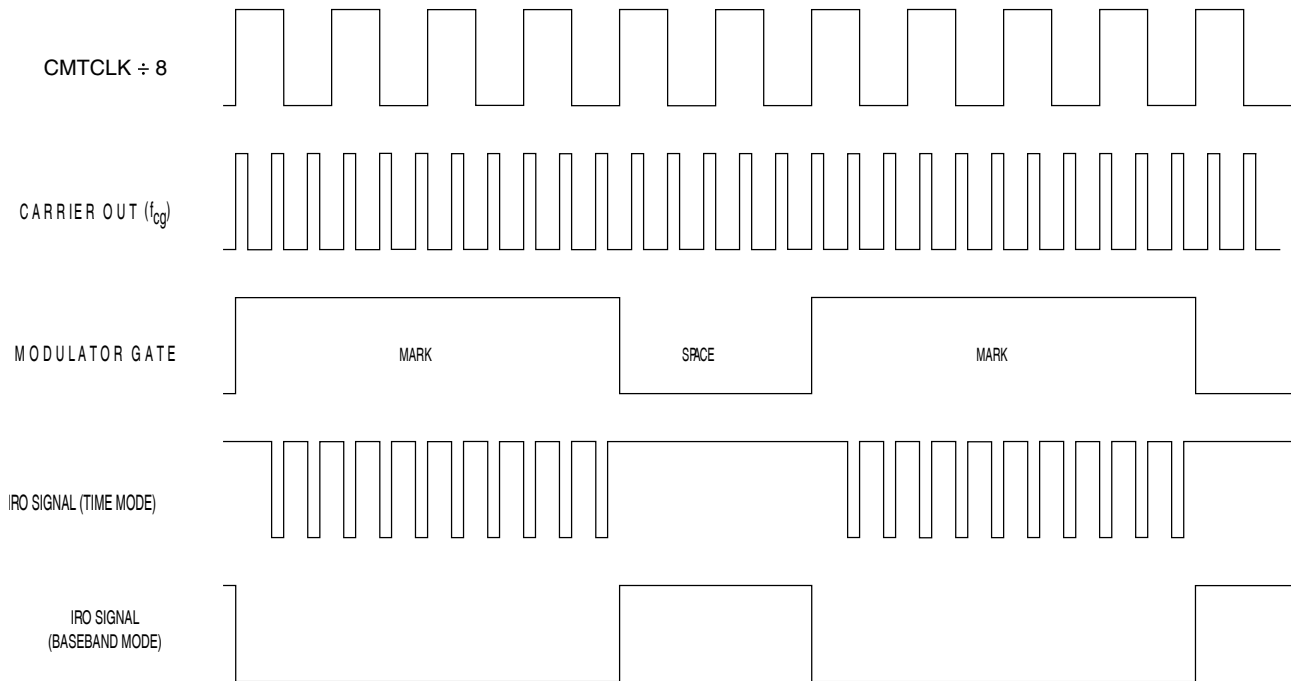 CMTCLK ÷ 8
CARRIER OUT (fcg)
MODULATOR GATE
MARK
SPACE
MARK
IRO SIGNAL (TIME MODE)
IRO SIGNAL
(BASEBAND MODE)